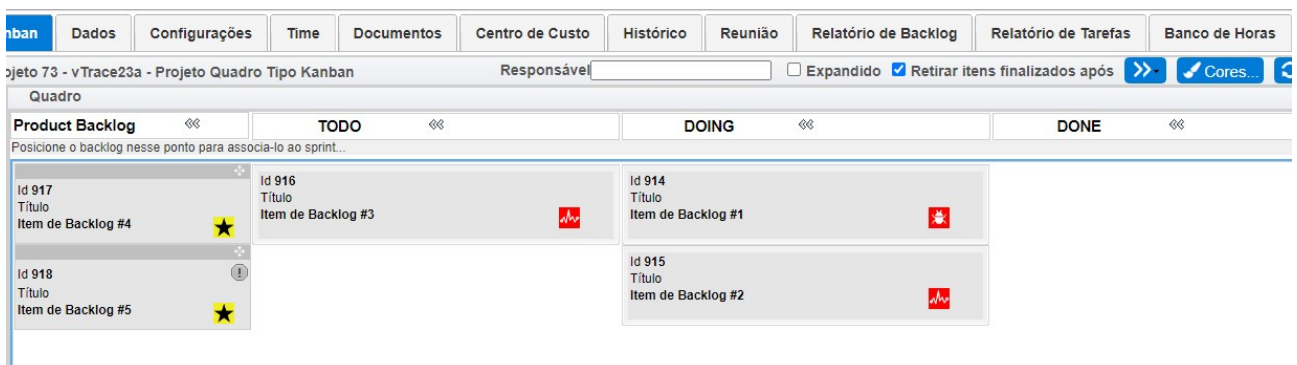 nban Dados Configurações Time Documentos Centro de Custo Histórico Reunião Relatório de Backlog Relatório de Tarefas Banco de Horas
ojeto 73 - vTrace23a - Projeto Quadro Tipo Kanban Responsável Expandido Retirar itens finalizados após Cores...
Quadro
Product Backlog TODO DOING DONE
Posicione o backlog nesse ponto para associa-lo ao sprint...
Id 917
Título
Item de Backlog #4
Id 918
Título
Item de Backlog #5
Id 916
Título
Item de Backlog #3
Id 914
Título
Item de Backlog #1
Id 915
Título
Item de Backlog #2